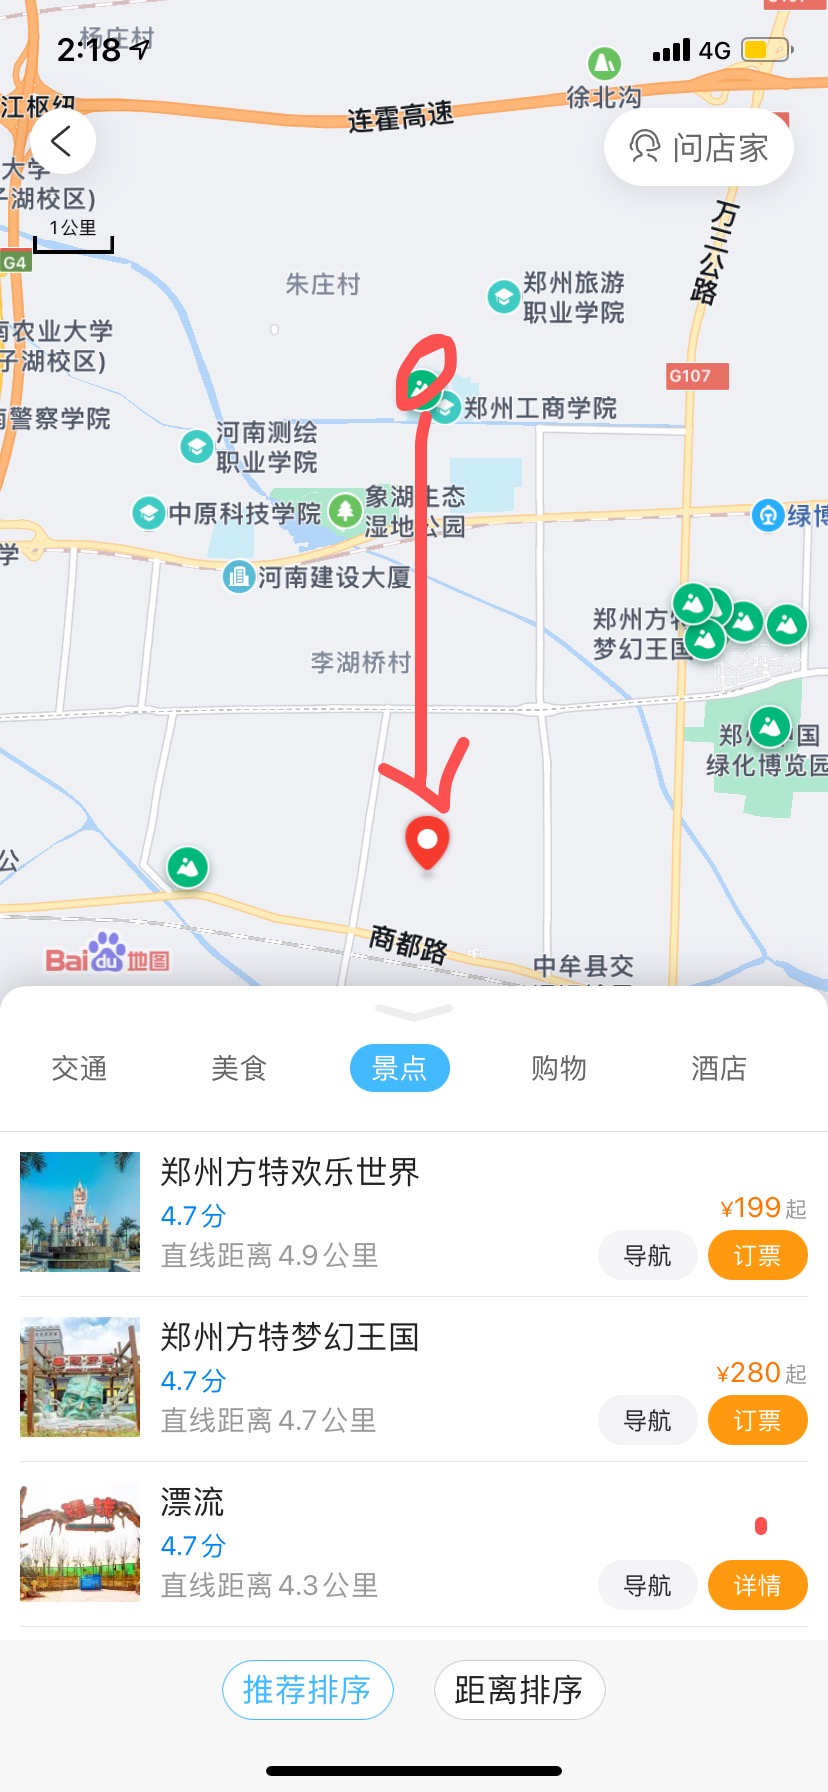 杨庄村
2:18
4G
徐北沟
江枢纽
连霍高速
问店家
大学
子湖校区)
1公里
G4
万三公路
朱庄村
郑州旅游
职业学院
南农业大学
子湖校区)
G107
郑州工商学院
南警察学院
河南测绘
职业学院
象湖生态
湿地公园
中原科技学院
绿博
学
河南建设大厦
郑州方特
梦幻王国
李湖桥村
郑州中国
绿化博览园
公
商都路
Bai du 地图
中牟县交
交通
美食
景点
购物
酒店
郑州方特欢乐世界
4.7分
¥199起
直线距离4.9公里
导航
订票
郑州方特梦幻王国
4.7分
¥280起
直线距离4.7公里
导航
订票
漂流
4.7分
直线距离4.3公里
导航
详情
推荐排序
距离排序